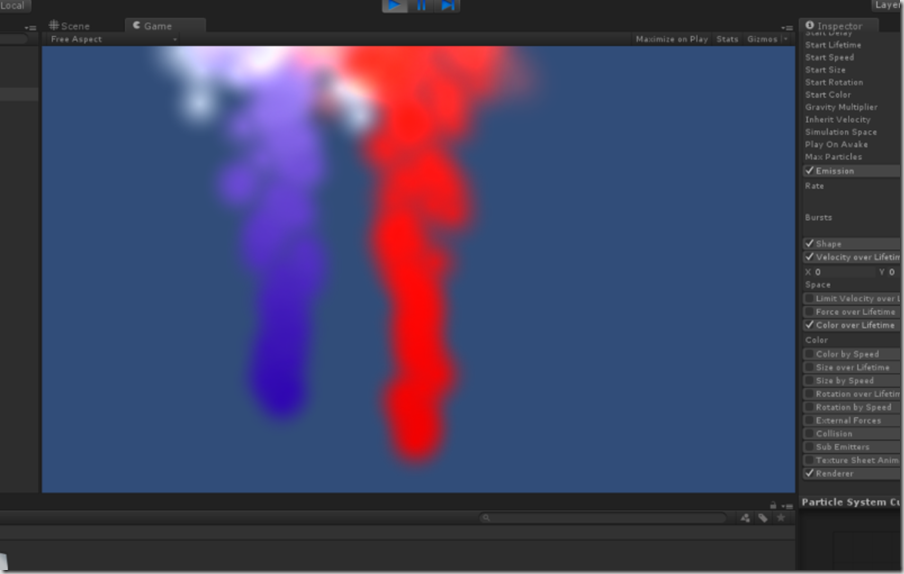 Local
Layer
Scene
Game
Inspector
Free Aspect
Maximize on Play Stats Gizmos
Start Delay
Start Lifetime
Start Speed
Start Size
Start Rotation
Start Color
Gravity Multiplier
Inherit Velocity
Simulation Space
Play On Awake
Max Particles
Emission
Rate
Bursts
Shape
Velocity over Lifetim
X 0 Y 0
Space
Limit Velocity over L
Force over Lifetime
Color over Lifetime
Color
Color by Speed
Size over Lifetime
Size by Speed
Rotation over Lifetim
Rotation by Speed
External Forces
Collision
Sub Emitters
Texture Sheet Anim
Renderer
Particle System Cu